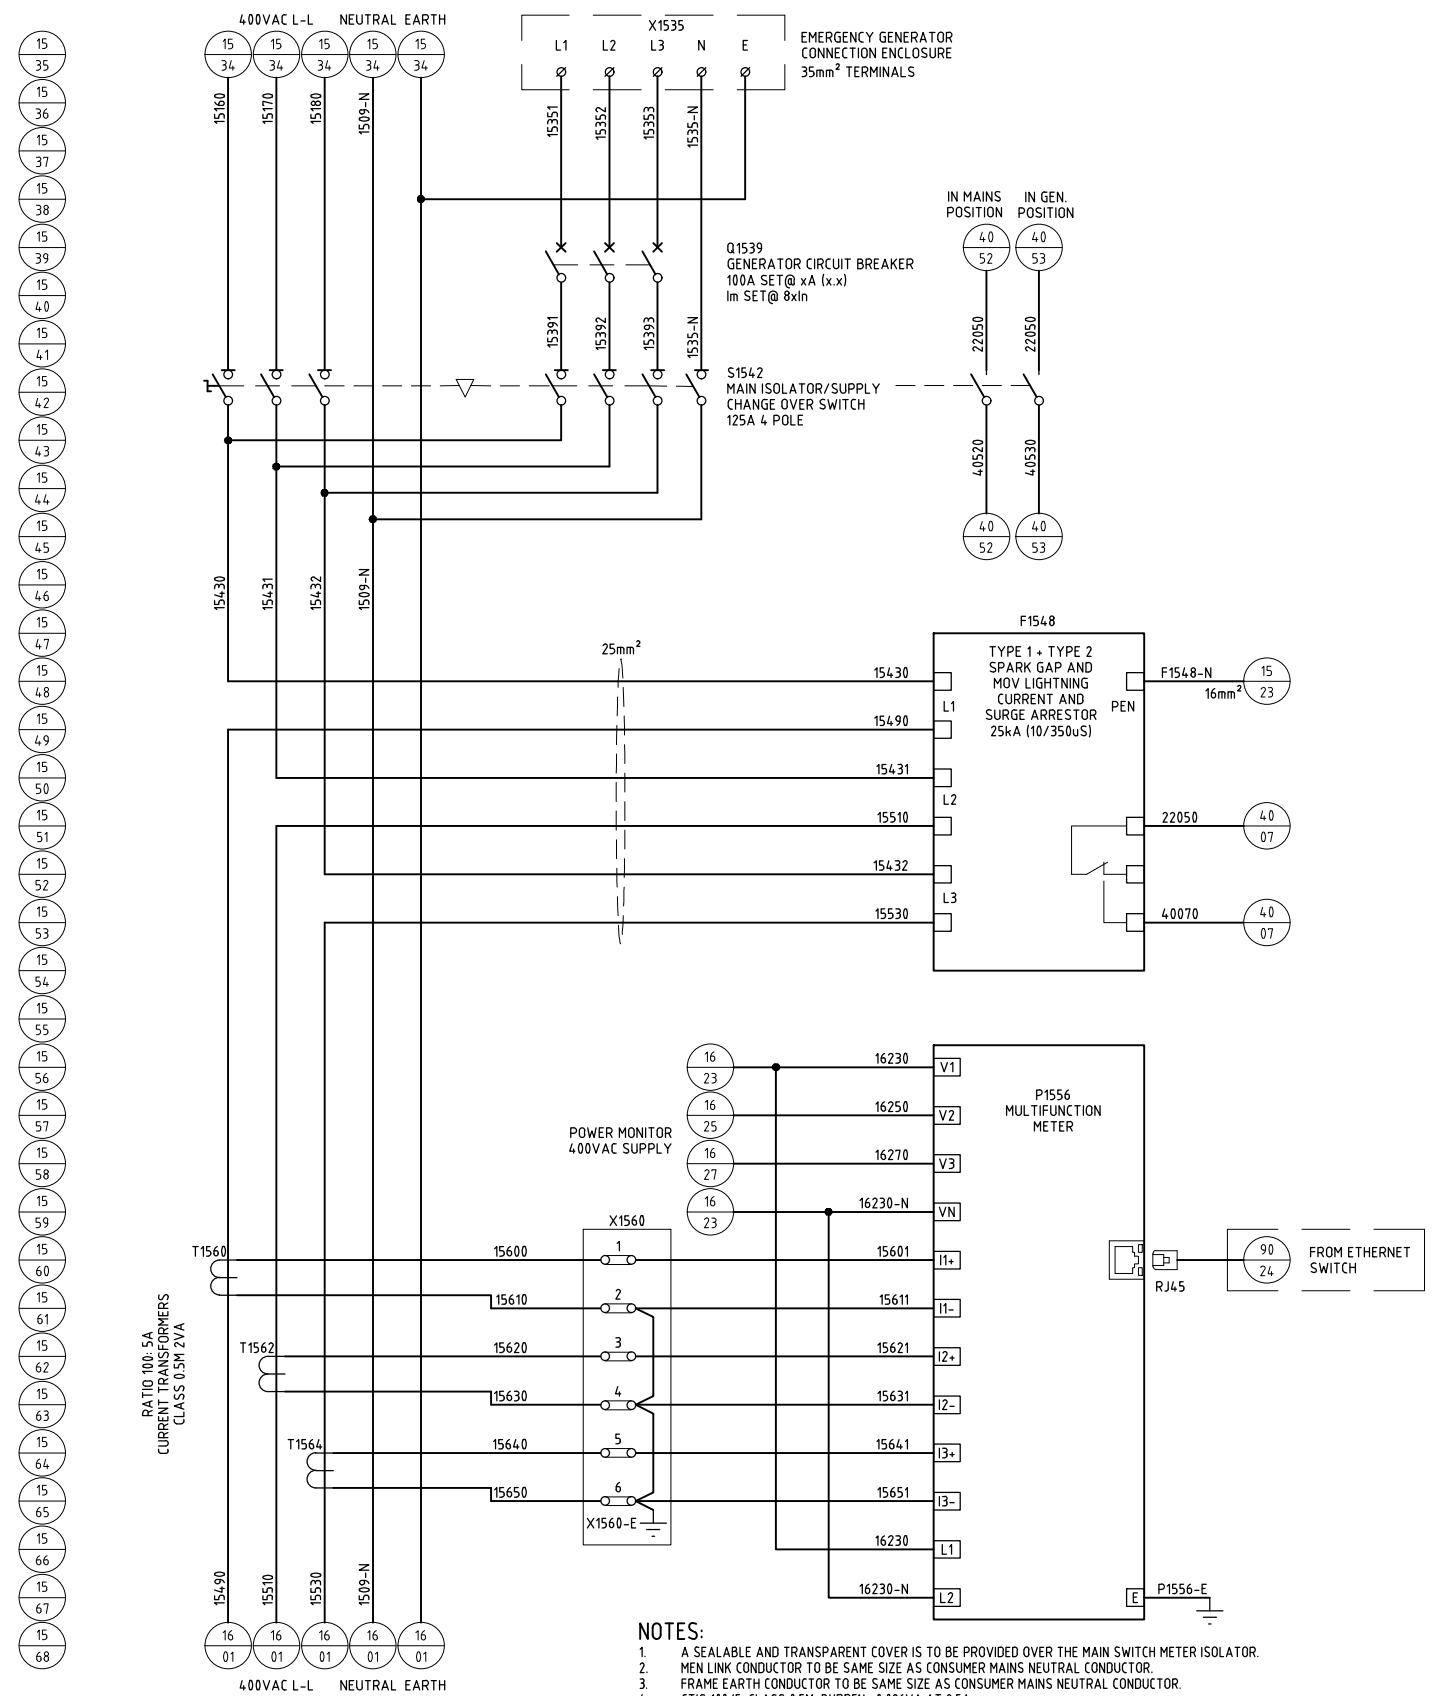 400VAC L-L NEUTRAL EARTH
15 34
15 34
15 34
15 34
15 34
15 35
15 36
15 37
15 38
15 39
15 40
15 41
15 42
15 43
15 44
15 45
15 46
15 47
15 48
15 49
15 50
15 51
15 52
15 53
15 54
15 55
15 56
15 57
15 58
15 59
15 60
15 61
15 62
15 63
15 64
15 65
15 66
15 67
15 68
15160
15170
15180
1509-N
X1535
L1 L2 L3 N E
EMERGENCY GENERATOR
CONNECTION ENCLOSURE
35mm² TERMINALS
15351
15352
15353
1535-N
IN MAINS
POSITION
IN GEN.
POSITION
40 52
40 53
Q1539
GENERATOR CIRCUIT BREAKER
100A SET@ xA (x.x)
Im SET@ 8xIn
15391
15392
15393
1535-N
22050
22050
S1542
MAIN ISOLATOR/SUPPLY
CHANGE OVER SWITCH
125A 4 POLE
40520
40530
40 52
40 53
15430
15431
15432
1509-N
25mm²
F1548
TYPE 1 + TYPE 2
SPARK GAP AND
MOV LIGHTNING
CURRENT AND
SURGE ARRESTOR
25kA (10/350uS)
15430
15490
L1
15431
15510
L2
15432
15530
L3
PEN
F1548-N
16mm²
15 23
22050
40 07
40070
40 07
P1556
MULTIFUNCTION
METER
POWER MONITOR
400VAC SUPPLY
16 23
16230 V1
16 25
16250 V2
16 27
16270 V3
16 23
16230-N VN
X1560
T1560
15600 1 15601 I1+
15610 2 15611 I1-
T1562
15620 3 15621 I2+
15630 4 15631 I2-
T1564
15640 5 15641 I3+
15650 6 15651 I3-
X1560-E
16230 L1
16230-N L2
RJ45
90 24
FROM ETHERNET
SWITCH
E P1556-E
RATIO 100: 5A
CURRENT TRANSFORMERS
CLASS 0.5M 2VA
15490
15510
15530
1509-N
16 01
16 01
16 01
16 01
16 01
400VAC L-L NEUTRAL EARTH
NOTES:
1. A SEALABLE AND TRANSPARENT COVER IS TO BE PROVIDED OVER THE MAIN SWITCH METER ISOLATOR.
2. MEN LINK CONDUCTOR TO BE SAME SIZE AS CONSUMER MAINS NEUTRAL CONDUCTOR.
3. FRAME EARTH CONDUCTOR TO BE SAME SIZE AS CONSUMER MAINS NEUTRAL CONDUCTOR.